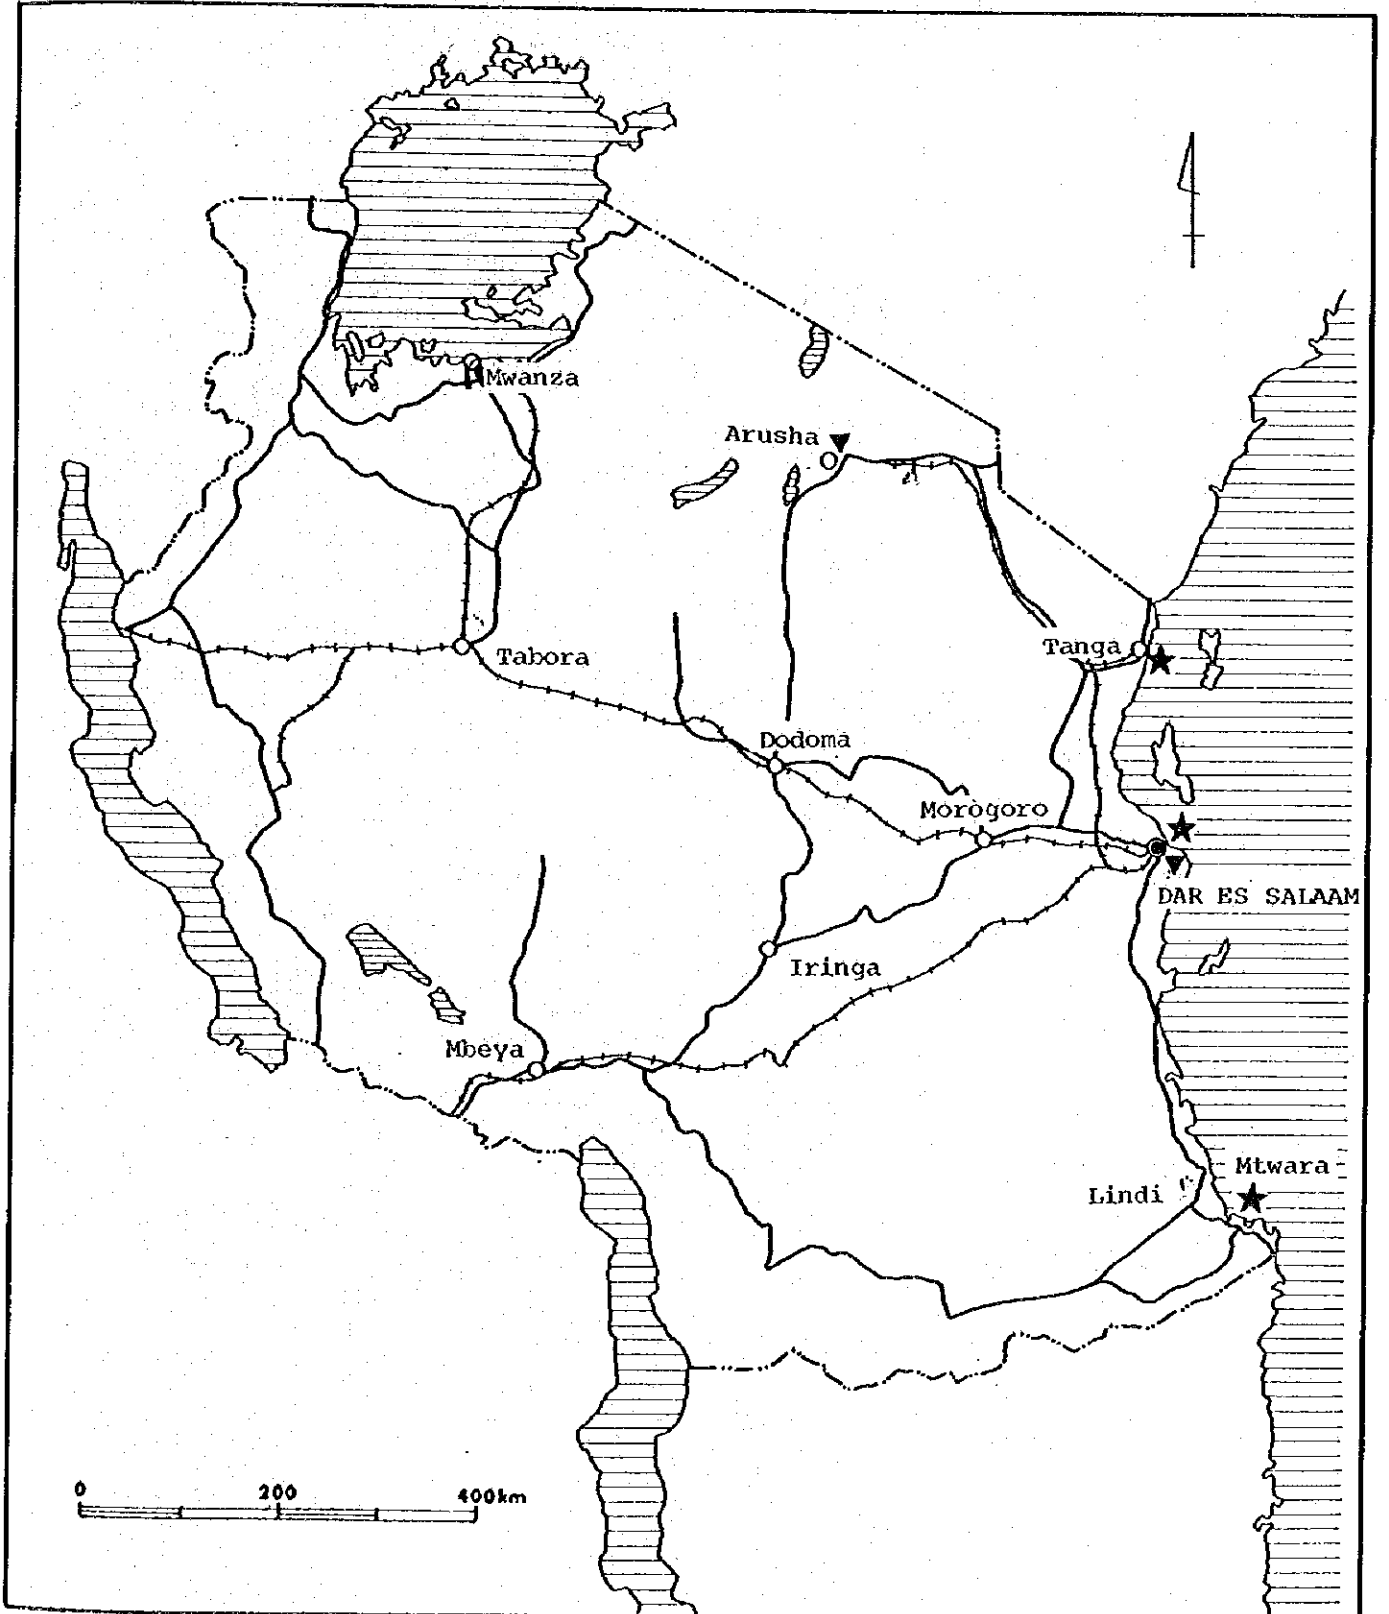 Mwanza
Arusha
Tanga
Tabora
Dodoma
Morogoro
DAR ES SALAAM
Iringa
Mbeya
Mtwara
Lindi
0 200 400km